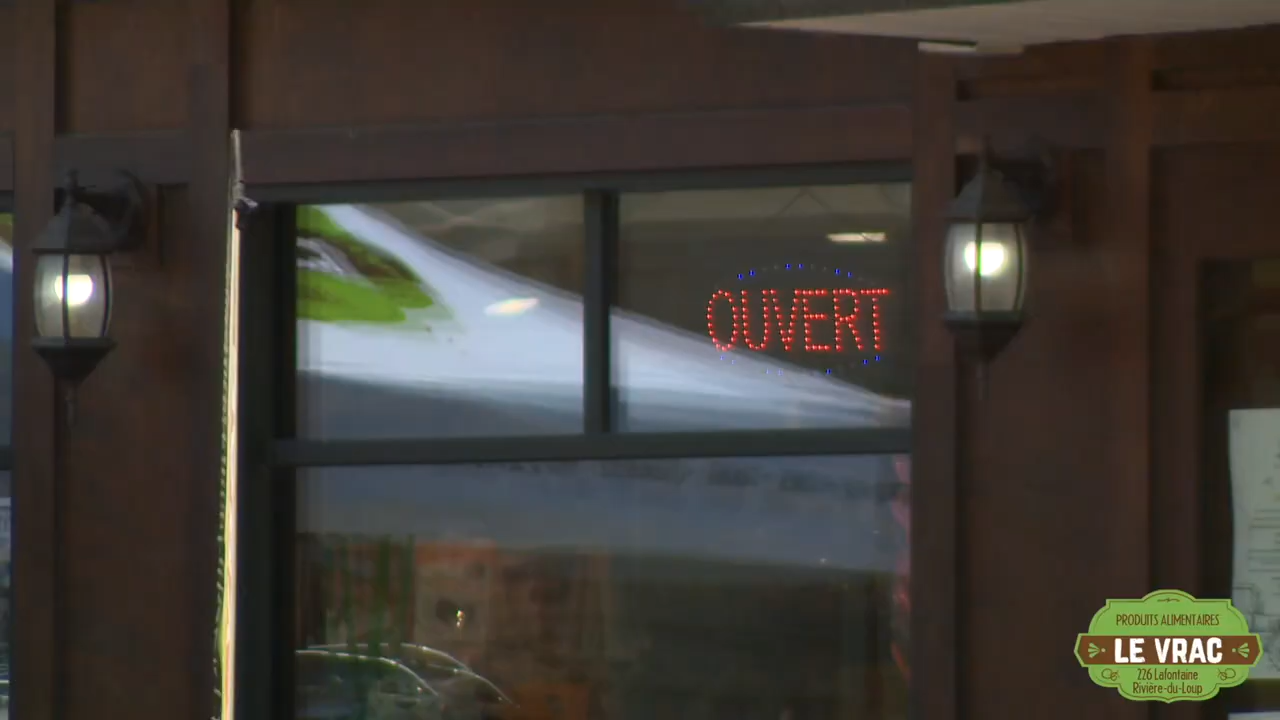 OUVERT
PRODUITS ALIMENTAIRES
LE VRAC
226 Lafontaine
Rivière-du-Loup